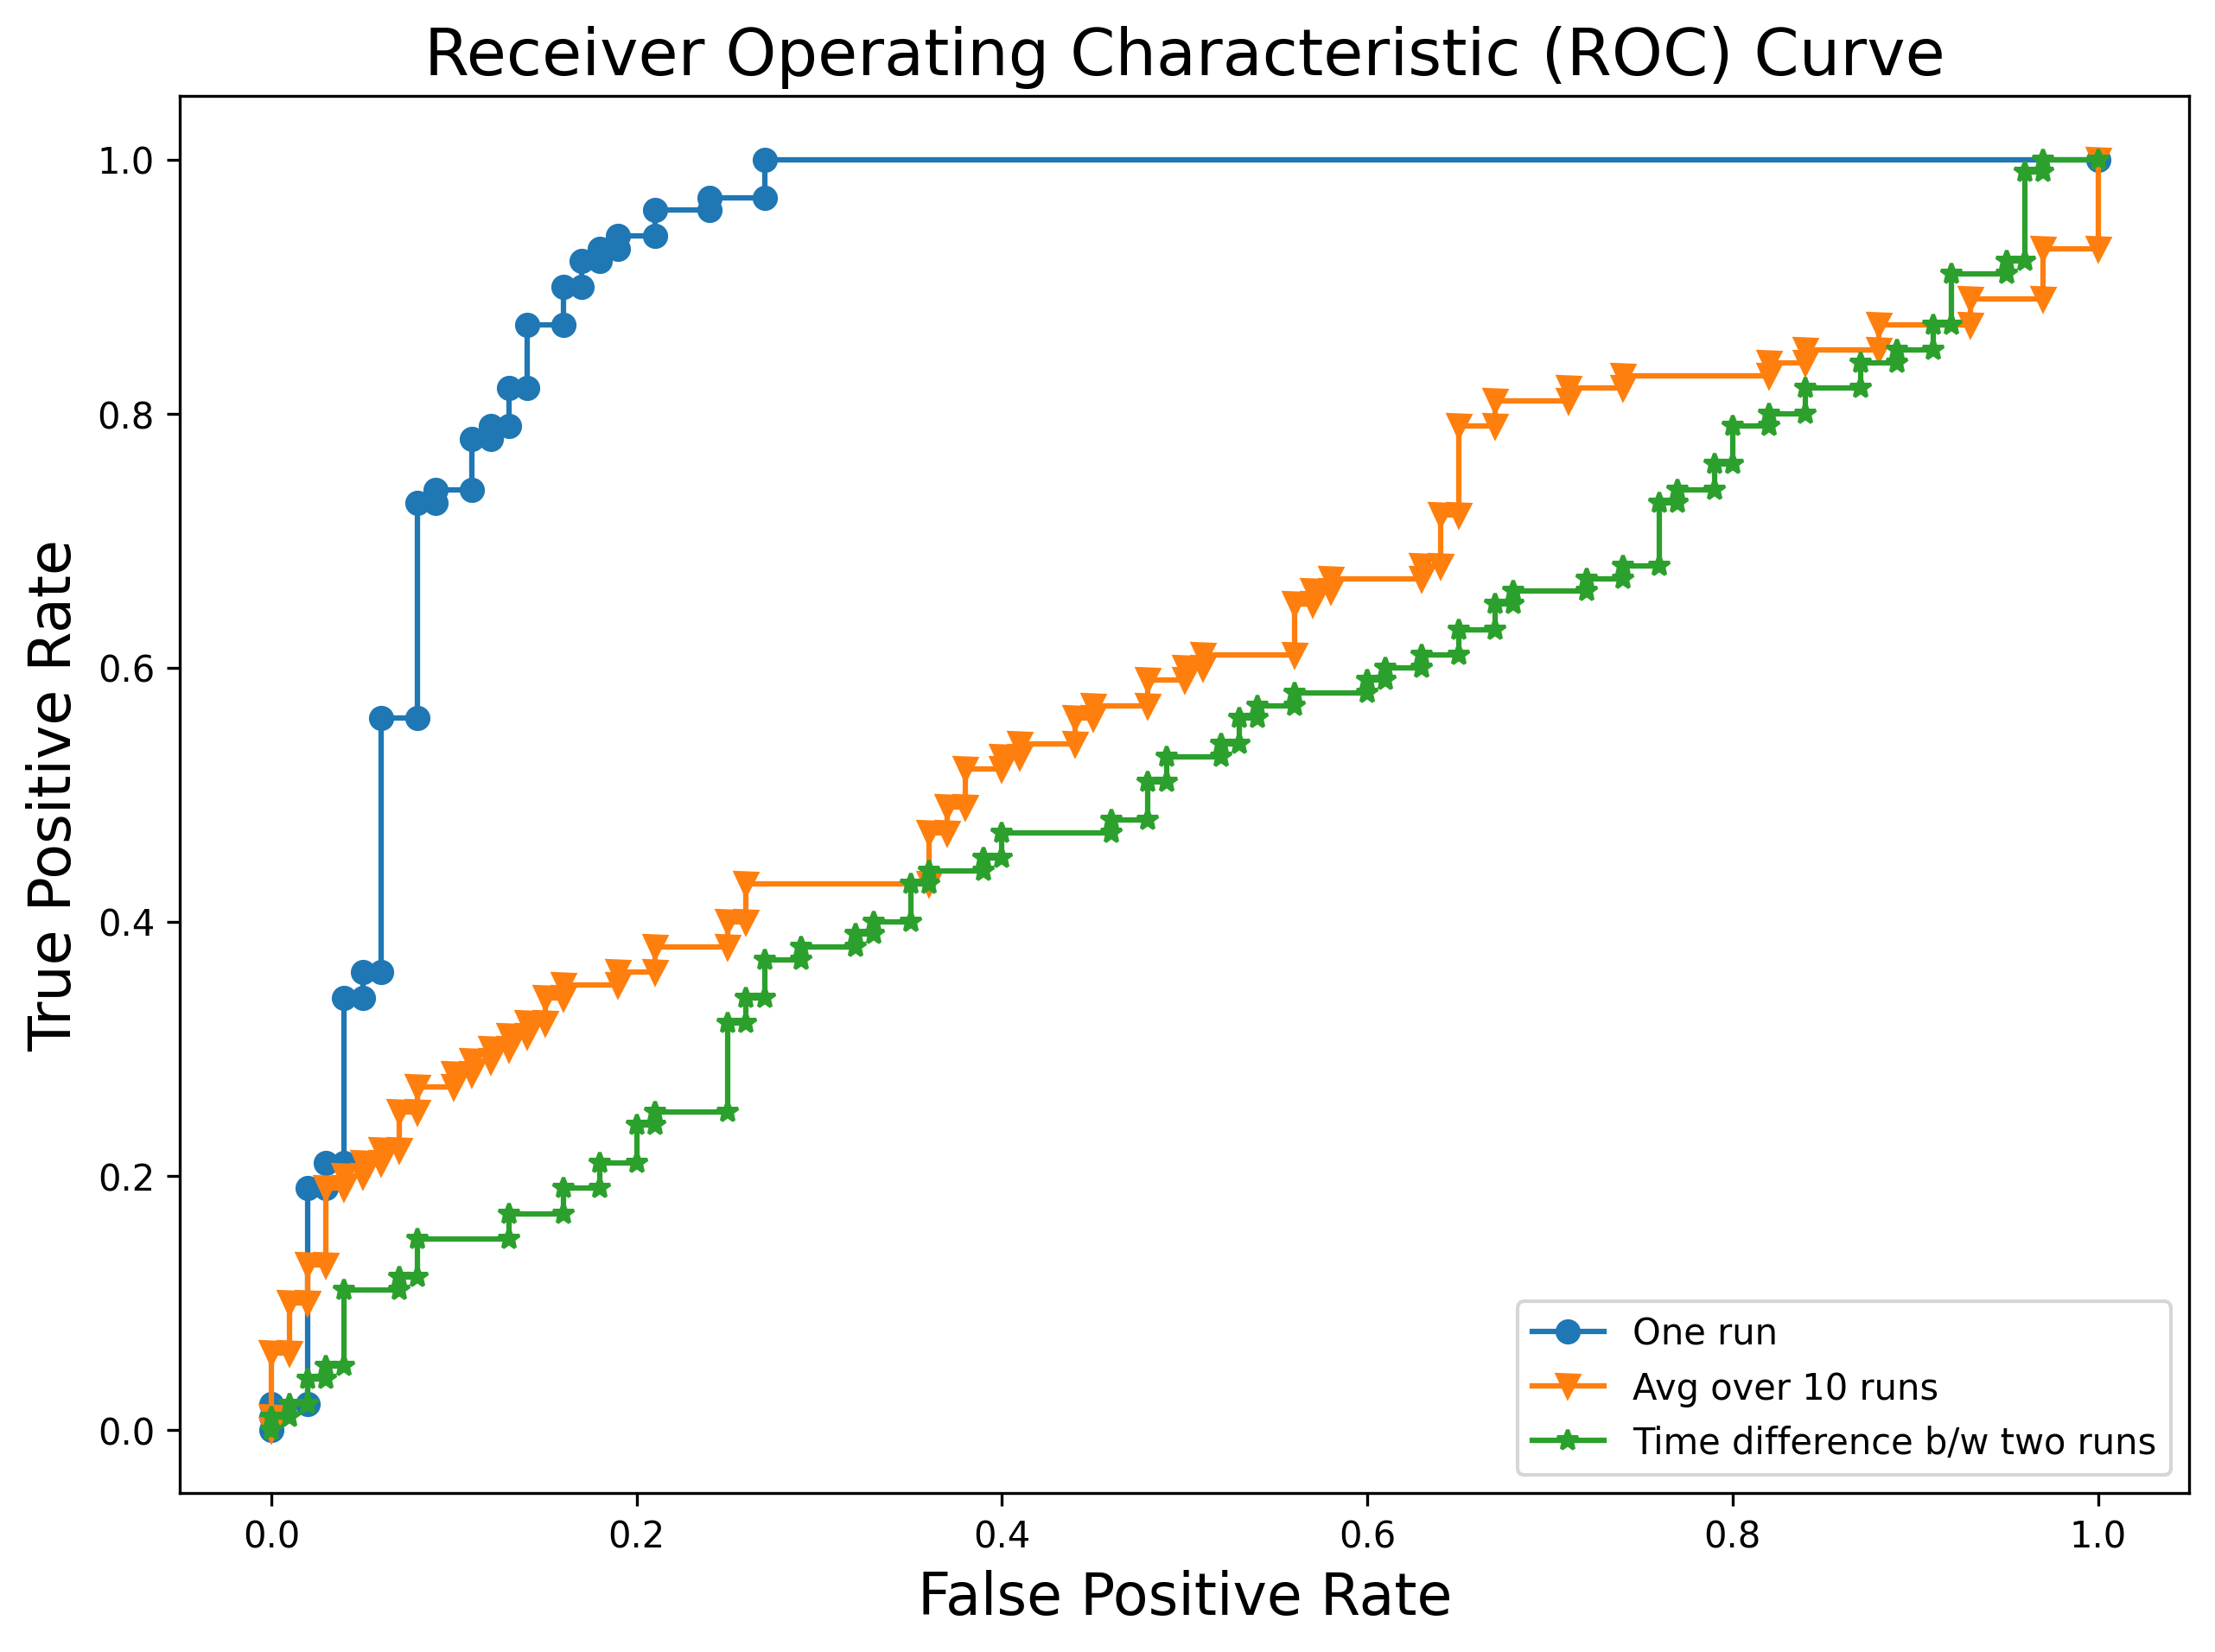 Receiver Operating Characteristic (ROC) Curve
True Positive Rate
1.0
0.8
0.6
0.4
0.2
0.0
0.0 0.2 0.4 0.6 0.8 1.0
False Positive Rate
One run
Avg over 10 runs
Time difference b/w two runs